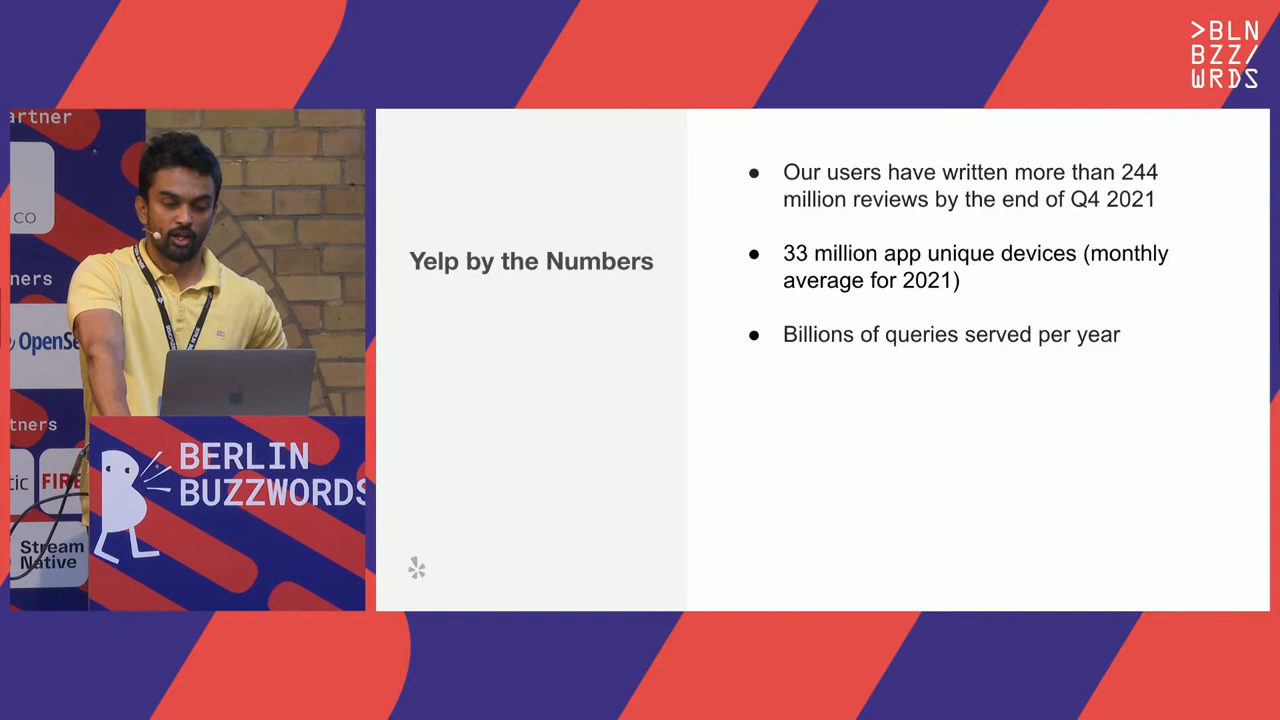 >BLN
BZZ/
WRDS
artner
CO
ners
OpenSe
tners
tic
FIRE
Stream
Native
BERLIN
BUZZWORDS
Yelp by the Numbers
● Our users have written more than 244
million reviews by the end of Q4 2021
● 33 million app unique devices (monthly
average for 2021)
● Billions of queries served per year